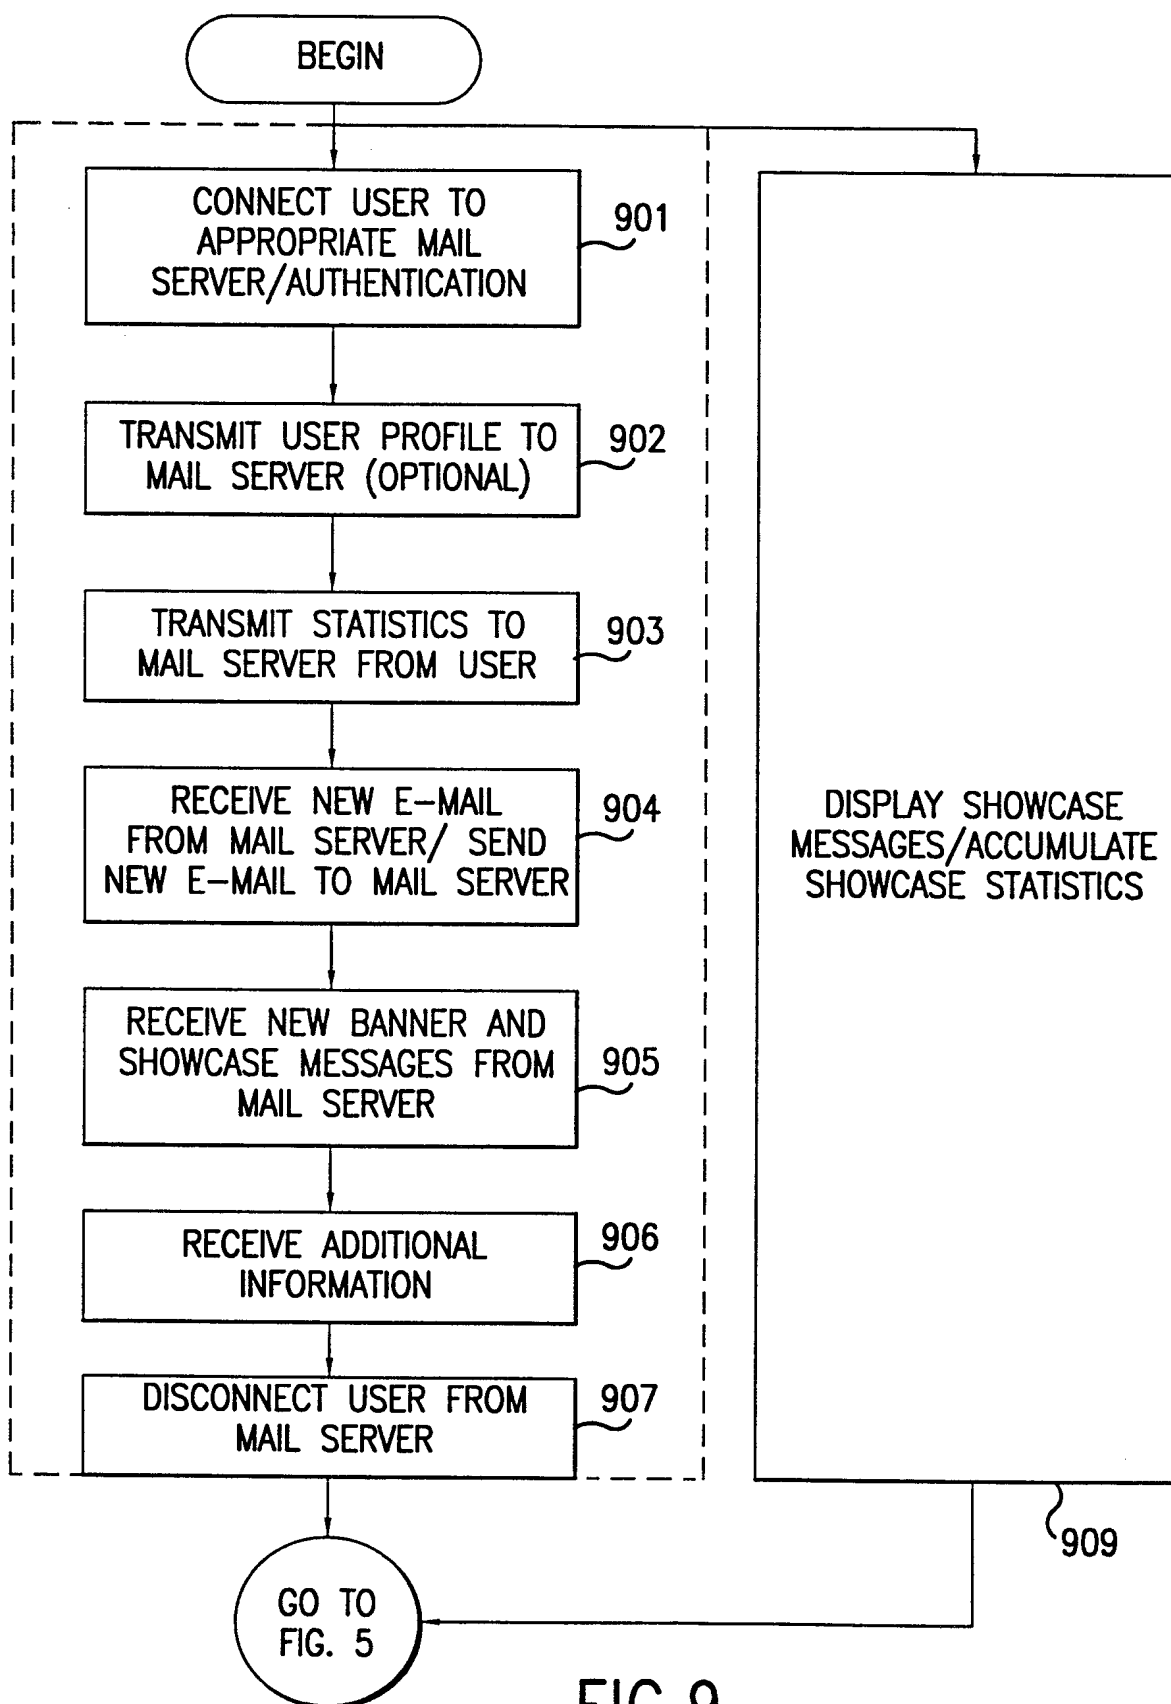 BEGIN
CONNECT USER TO
APPROPRIATE MAIL
SERVER/AUTHENTICATION
901
TRANSMIT USER PROFILE TO
MAIL SERVER (OPTIONAL)
902
TRANSMIT STATISTICS TO
MAIL SERVER FROM USER
903
RECEIVE NEW E-MAIL
FROM MAIL SERVER/ SEND
NEW E-MAIL TO MAIL SERVER
904
RECEIVE NEW BANNER AND
SHOWCASE MESSAGES FROM
MAIL SERVER
905
RECEIVE ADDITIONAL
INFORMATION
906
DISCONNECT USER FROM
MAIL SERVER
907
DISPLAY SHOWCASE
MESSAGES/ACCUMULATE
SHOWCASE STATISTICS
909
GO TO
FIG. 5
FIG. 9